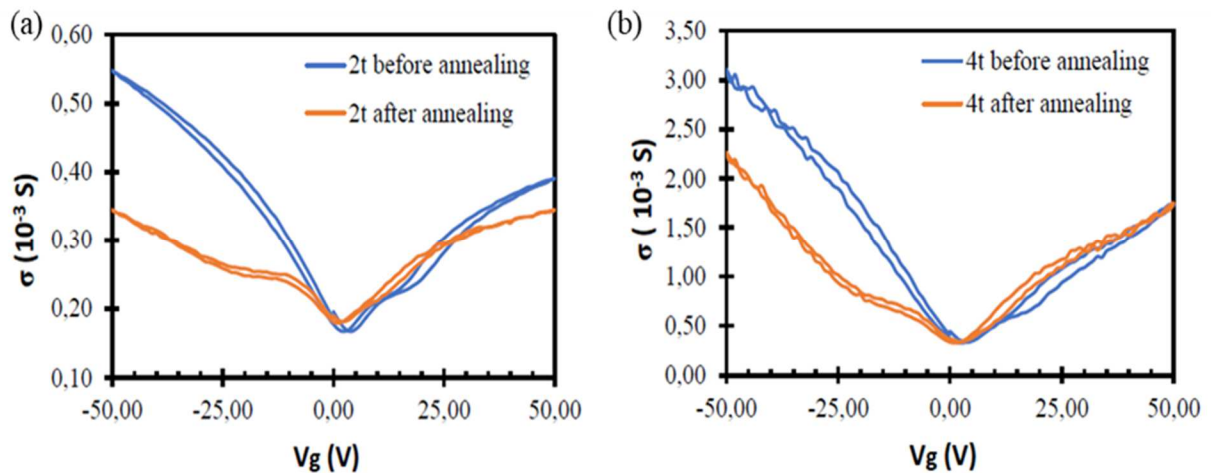 (a)
0,60
0,50
0,40
0,30
0,20
0,10
σ (10⁻³ S)
2t before annealing
2t after annealing
-50,00 -25,00 0,00 25,00 50,00
Vg (V)
(b)
3,50
3,00
2,50
2,00
1,50
1,00
0,50
0,00
σ ( 10⁻³ S)
4t before annealing
4t after annealing
-50,00 -25,00 0,00 25,00 50,00
Vg (V)